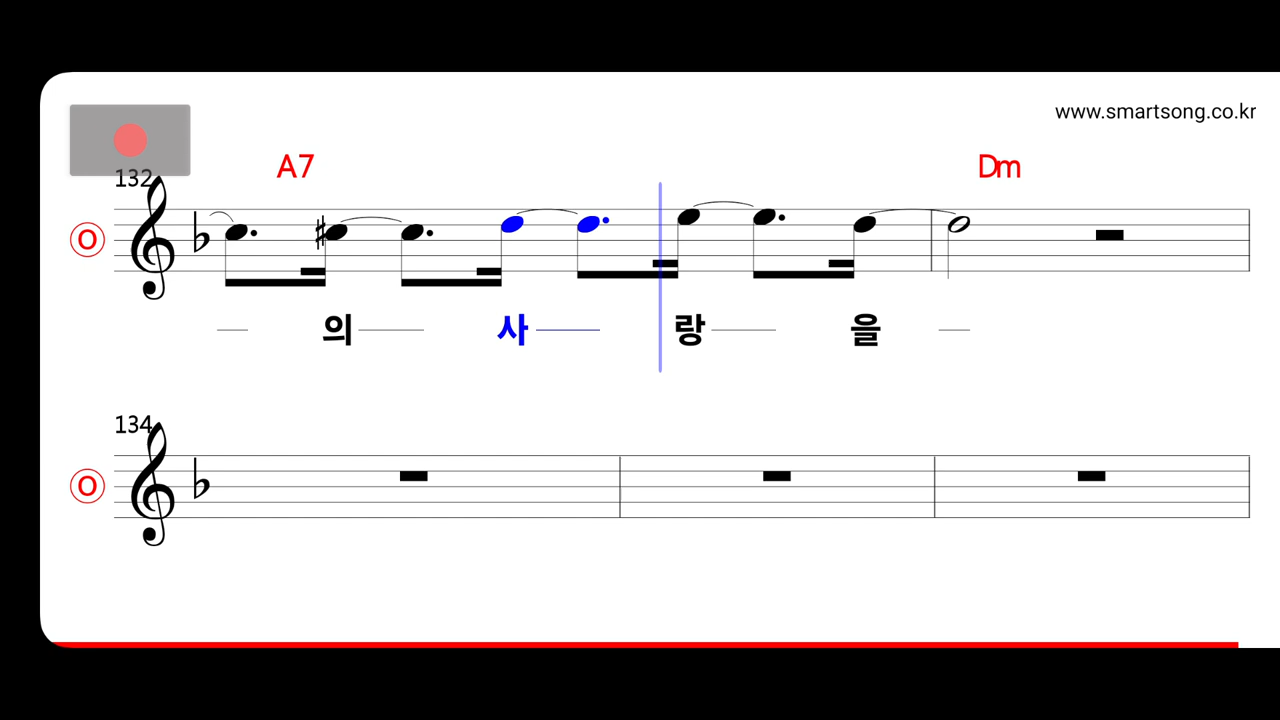 www.smartsong.co.kr
A7 Dm
132
O
의 사 랑 을
134
O